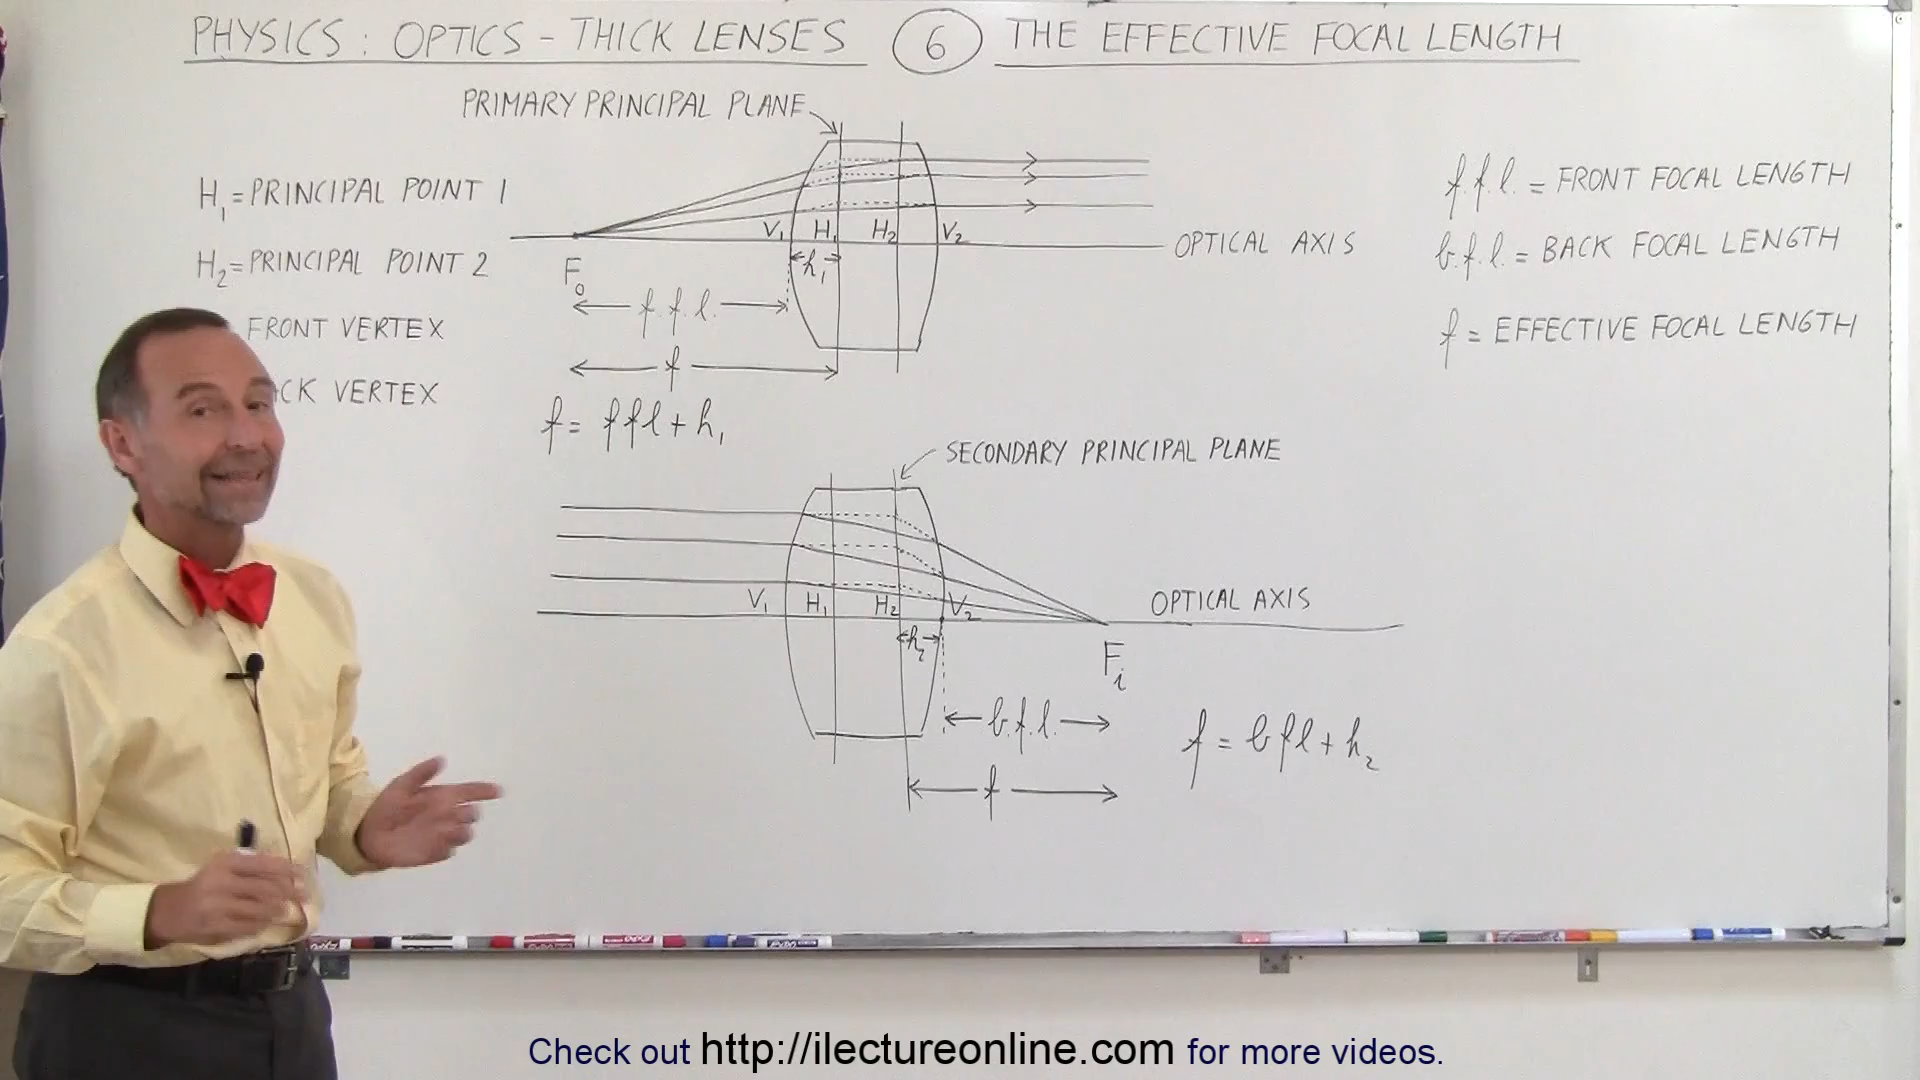 PHYSICS: OPTICS - THICK LENSES 6 THE EFFECTIVE FOCAL LENGTH
PRIMARY PRINCIPAL PLANE
H₁ = PRINCIPAL POINT 1
H₂ = PRINCIPAL POINT 2
FRONT VERTEX
CK VERTEX
V₁ H₁ H₂ V₂
OPTICAL AXIS
h₁
F₀
f.f.l.
f
f = ffl + h₁
f.f.l. = FRONT FOCAL LENGTH
b.f.l. = BACK FOCAL LENGTH
f = EFFECTIVE FOCAL LENGTH
SECONDARY PRINCIPAL PLANE
V₁ H₁ H₂ V₂
OPTICAL AXIS
h₂
Fᵢ
b.f.l.
f = bfl + h₂
f
Check out http://ilectureonline.com for more videos.